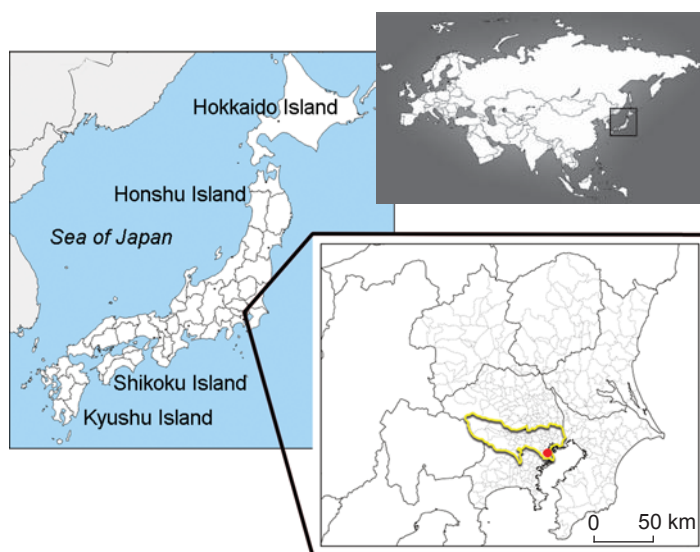 Hokkaido Island
Honshu Island
Sea of Japan
Shikoku Island
Kyushu Island
0 50 km